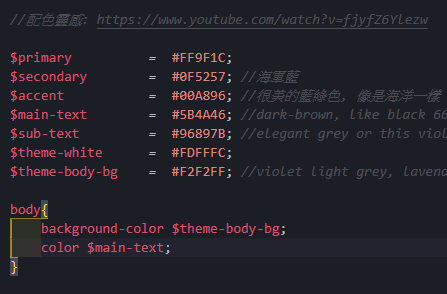 //配色靈感: https://www.youtube.com/watch?v=fjyfZ6Ylezw
$primary = #FF9F1C;
$secondary = #0F5257; //海軍藍
$accent = #00A896; //很美的藍綠色, 像是海洋一樣
$main-text = #5B4A46; //dark-brown, like black 66
$sub-text = #96897B; //elegant grey or this viol
$theme-white = #FDFFFC;
$theme-body-bg = #F2F2FF; //violet light grey, laven
body{
background-color $theme-body-bg;
color $main-text;
}